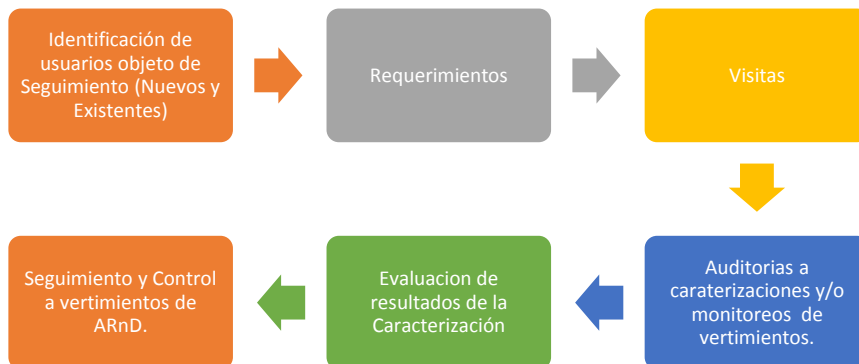 Identificación de
usuarios objeto de
Seguimiento (Nuevos y
Existentes)
Requerimientos
Visitas
Auditorias a
caraterizaciones y/o
monitoreos de
vertimientos.
Evaluacion de
resultados de la
Caracterización
Seguimiento y Control
a vertimientos de
ARnD.